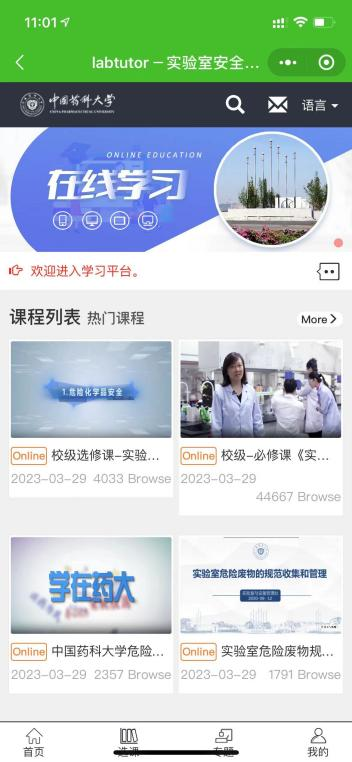 11:01
labtutor – 实验室安全...
中国药科大学
CHINA PHARMACEUTICAL UNIVERSITY
语言
ONLINE EDUCATION
在线学习
欢迎进入学习平台。
课程列表 热门课程
More
1.危险化学品安全
Online 校级选修课-实验...
2023-03-29 4033 Browse
Online 校级-必修课《实...
2023-03-29
44667 Browse
学在药大
实验室危险废物的规范收集和管理
Online 中国药科大学危险...
2023-03-29 2357 Browse
Online 实验室危险废物规...
2023-03-29 1791 Browse
首页
选课
专题
我的